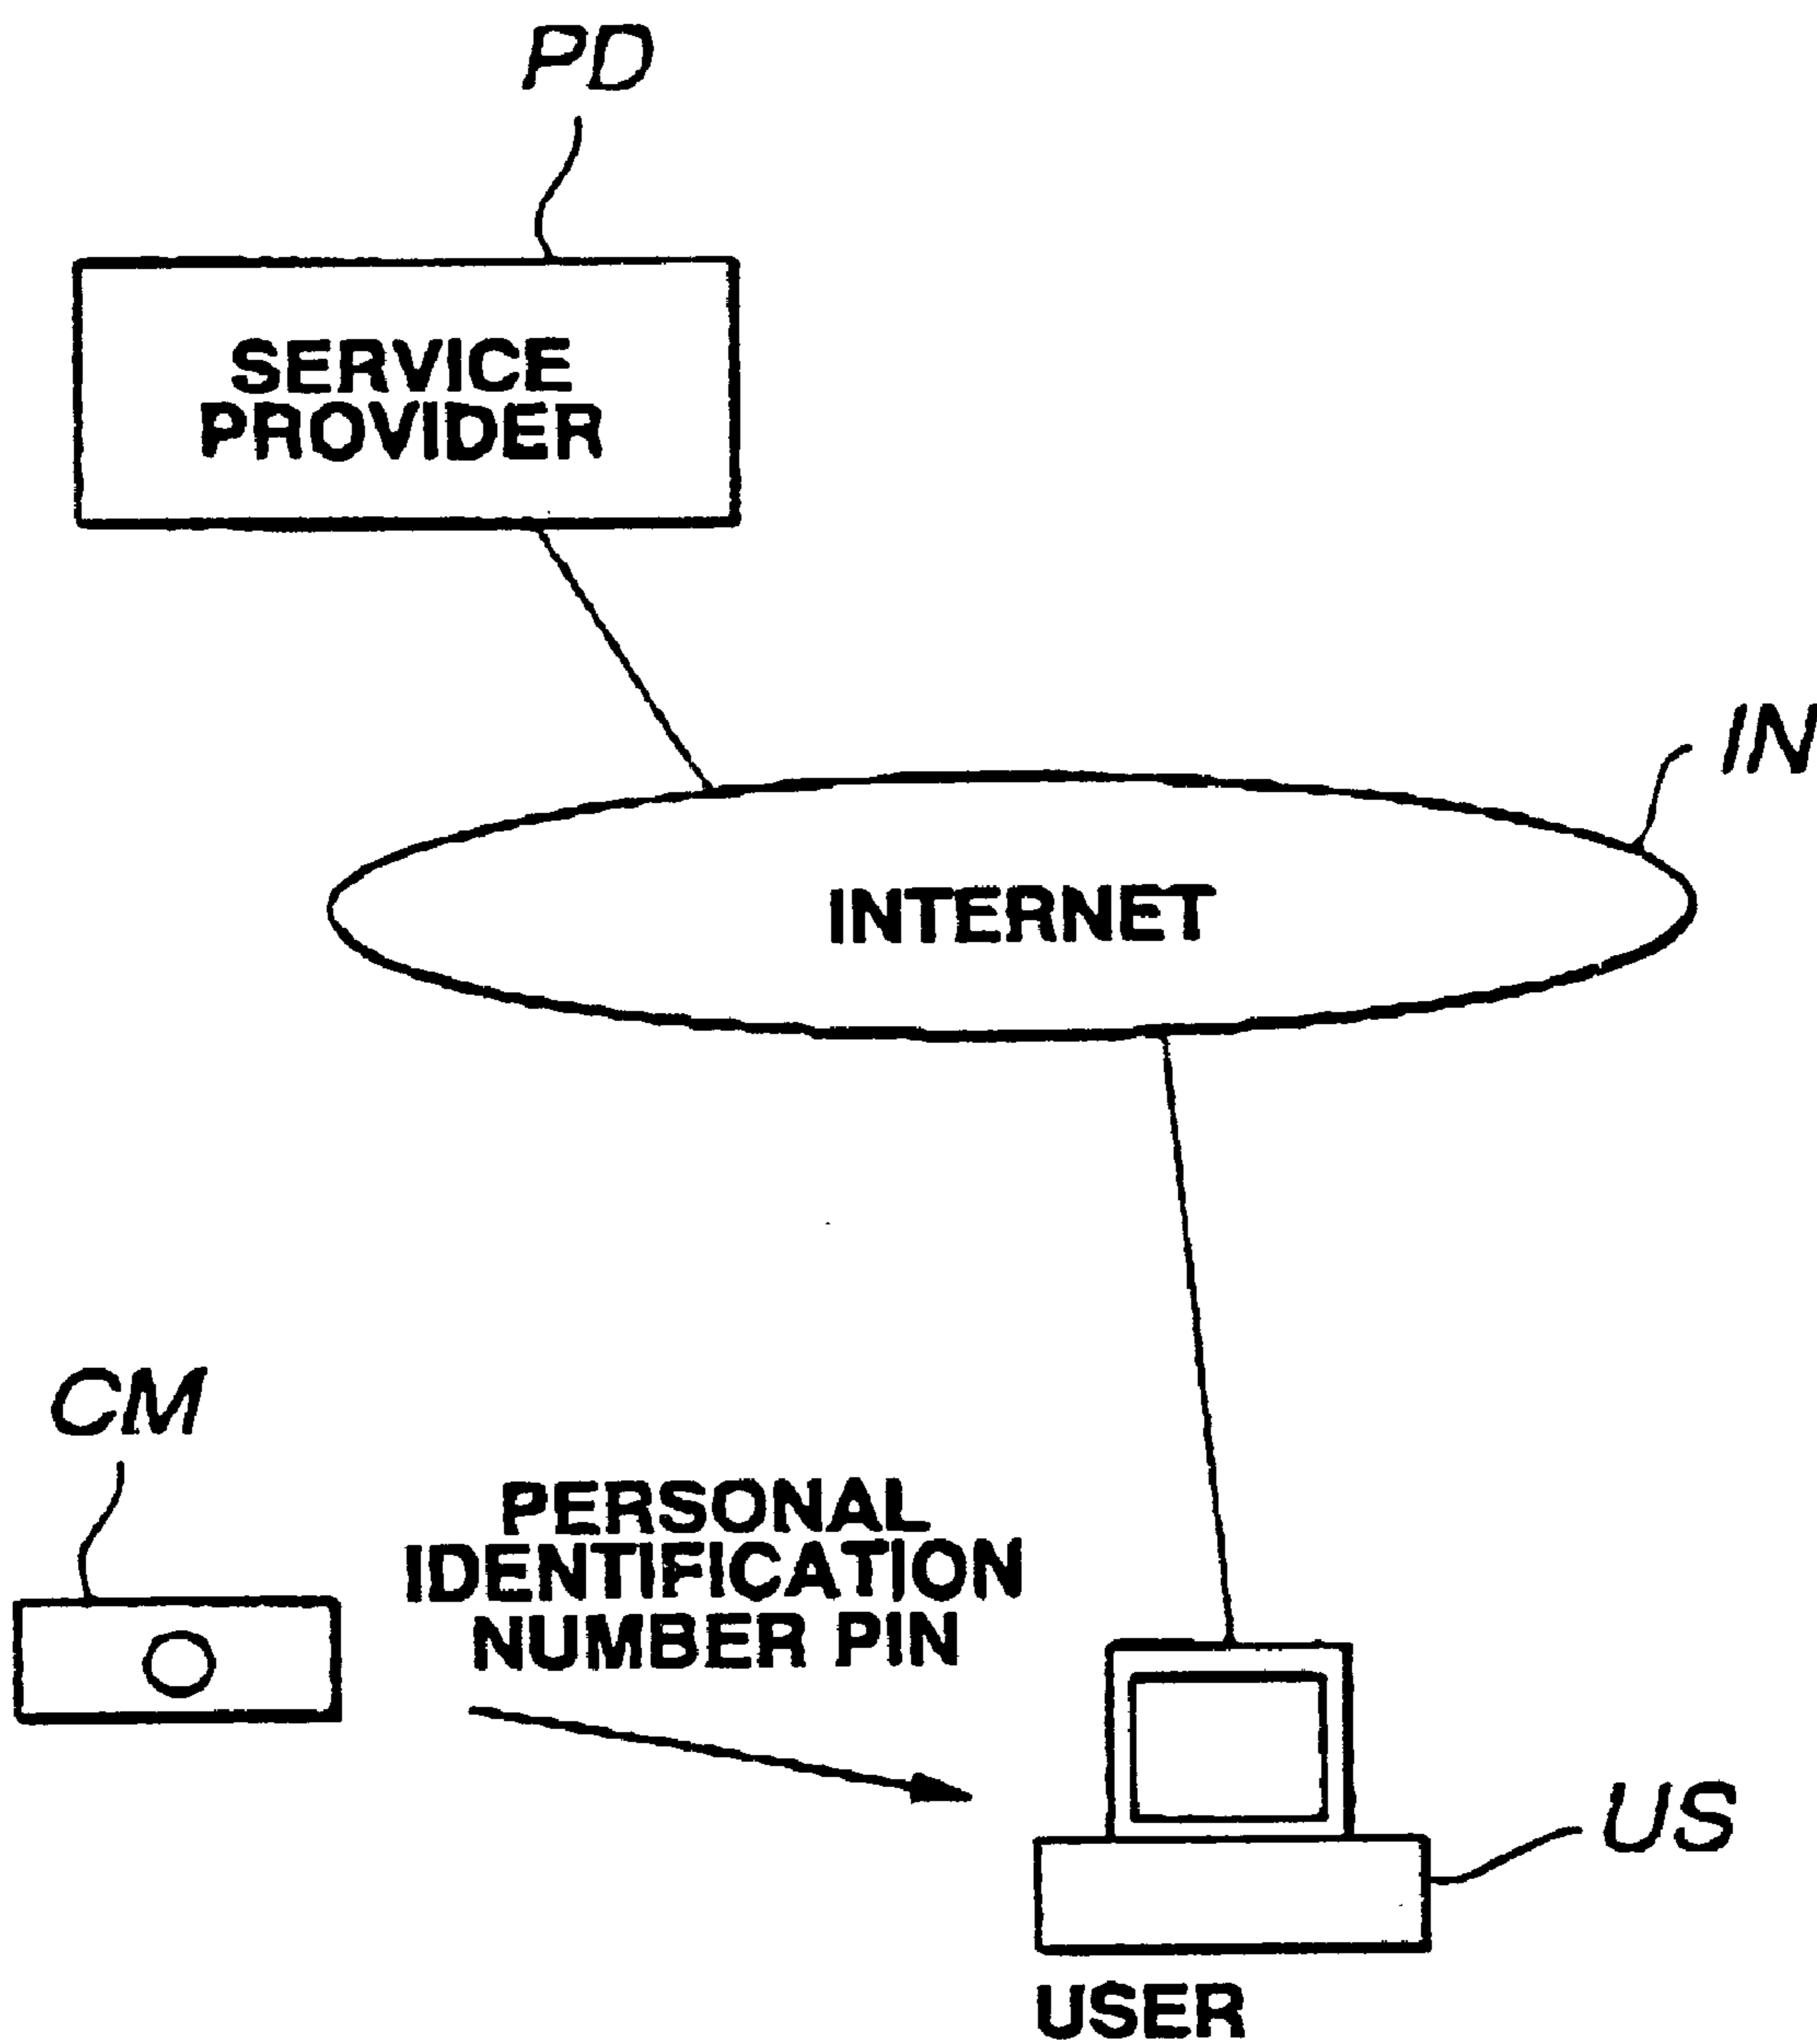 PD
SERVICE
PROVIDER
IN
INTERNET
CM
PERSONAL
IDENTIFICATION
NUMBER PIN
US
USER